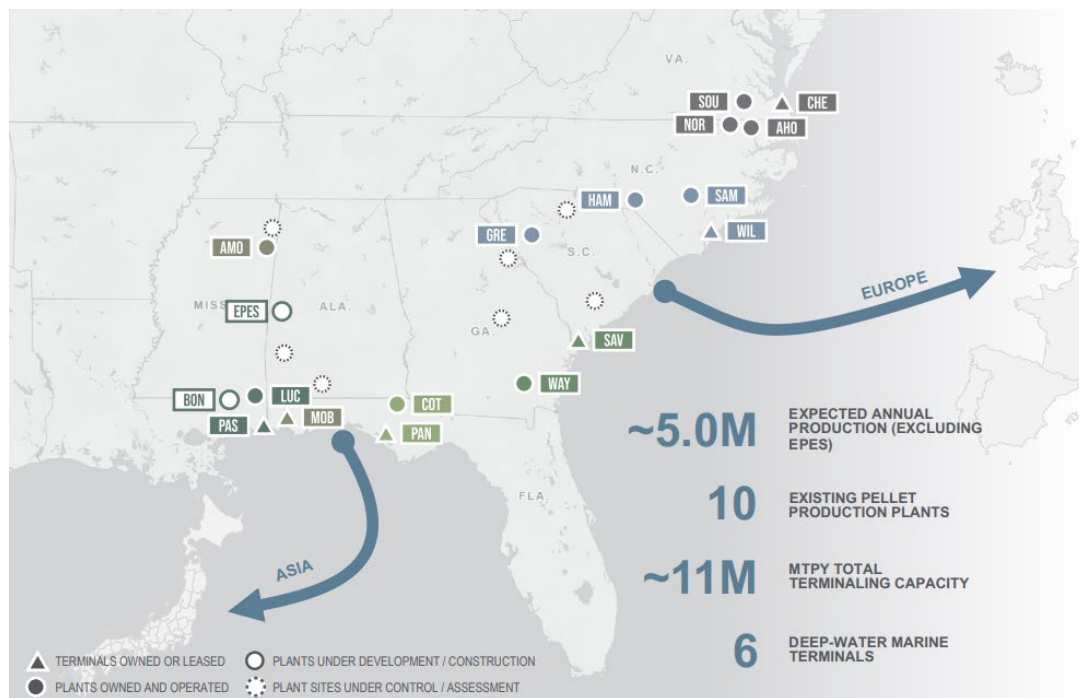 VA.
SOU
CHE
NOR
AHO
N.C.
HAM
SAM
GRE
WIL
S.C.
AMO
EUROPE
MISS.
EPES
ALA.
GA.
SAV
BON
LUC
WAY
COT
PAS
MOB
PAN
~5.0M
EXPECTED ANNUAL
PRODUCTION (EXCLUDING
EPES)
FLA.
10
EXISTING PELLET
PRODUCTION PLANTS
ASIA
~11M
MTPY TOTAL
TERMINALING CAPACITY
6
DEEP-WATER MARINE
TERMINALS
TERMINALS OWNED OR LEASED
PLANTS UNDER DEVELOPMENT / CONSTRUCTION
PLANTS OWNED AND OPERATED
PLANT SITES UNDER CONTROL / ASSESSMENT